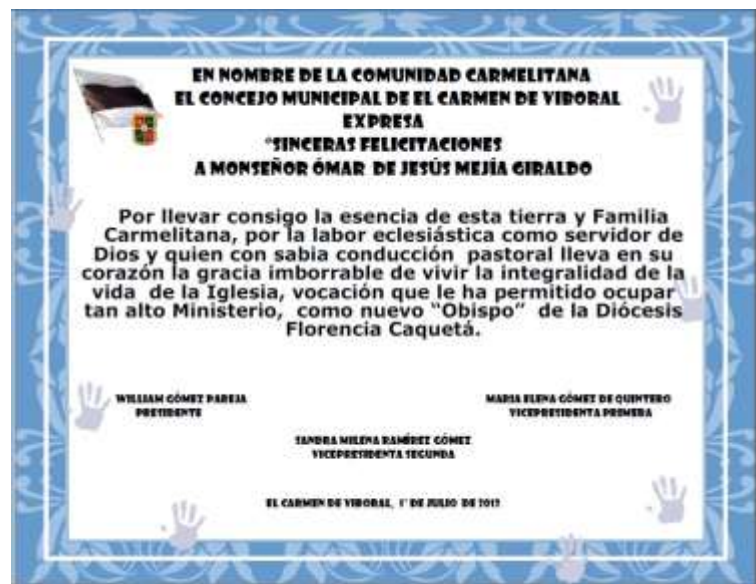 EN NOMBRE DE LA COMUNIDAD CARMELITANA
EL CONCEJO MUNICIPAL DE EL CARMEN DE VIBORAL
EXPRESA
"SINCERAS FELICITACIONES
A MONSEÑOR ÓMAR DE JESÚS MEJÍA GIRALDO
Por llevar consigo la esencia de esta tierra y Familia
Carmelitana, por la labor eclesiástica como servidor de
Dios y quien con sabia conducción pastoral lleva en su
corazón la gracia imborrable de vivir la integralidad de la
vida de la Iglesia, vocación que le ha permitido ocupar
tan alto Ministerio, como nuevo "Obispo" de la Diócesis
Florencia Caquetá.
WILLIAM GÓMEZ PAREJA
PRESIDENTE
MARIA ELENA GÓMEZ DE QUINTERO
VICEPRESIDENTA PRIMERA
SANDRA MILENA RAMÍREZ GÓMEZ
VICEPRESIDENTA SEGUNDA
EL CARMEN DE VIBORAL, 1° DE JULIO DE 2013